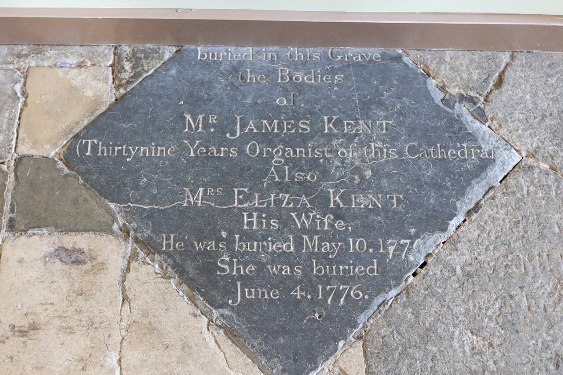 buried in this Grave
the Bodies
of
MR JAMES KENT
(Thirtynine Years Organist of this Cathedral
Also
MRS ELIZA KENT
His Wife,
He was buried May 10. 177
She was buried
June 4. 1776.